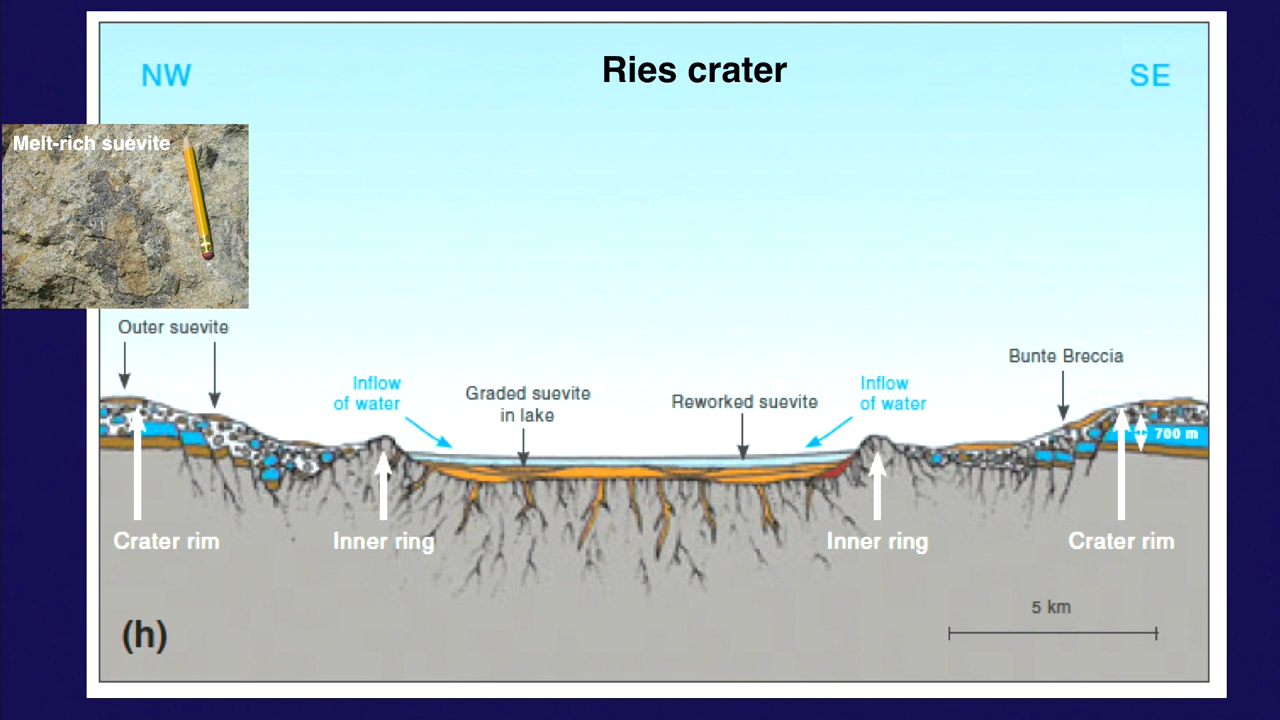 Ries crater
NW
SE
Melt-rich suévite
Outer suevite
Inflow
of water
Graded suevite
in lake
Reworked suevite
Inflow
of water
Bunte Breccia
700 m
Crater rim
Inner ring
Inner ring
Crater rim
5 km
(h)